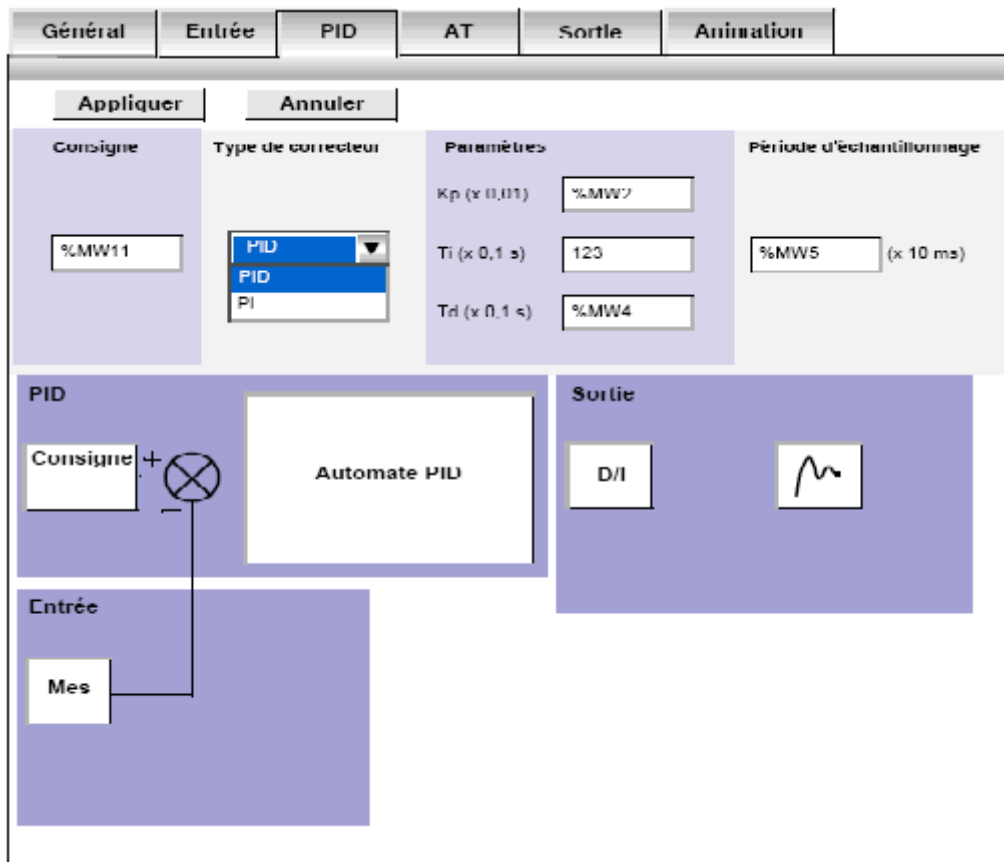 Général Entrée PID AT Sortie Animation
Appliquer Annuler
Consigne Type de correcteur Paramètres Période d'échantillonnage
Kp (x 0,01) %MW2
%MW11 PID Ti (x 0,1 s) 123 %MW5 (x 10 ms)
PID
PI
Td (x 0,1 s) %MW4
PID Sortie
Consigne + D/I
Automate PID
−
Entrée
Mes